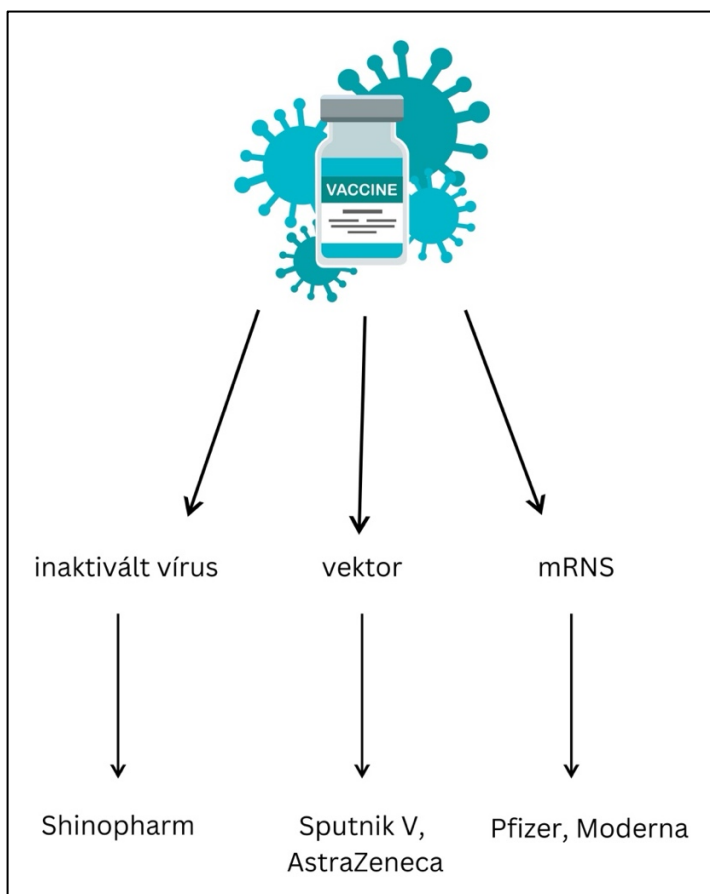 VACCINE
inaktivált vírus
vektor
mRNS
Shinopharm
Sputnik V,
AstraZeneca
Pfizer, Moderna